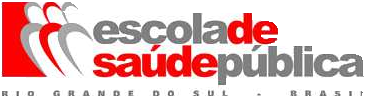 escolade
saúdepública
RIO GRANDE DO SUL - BRASIL